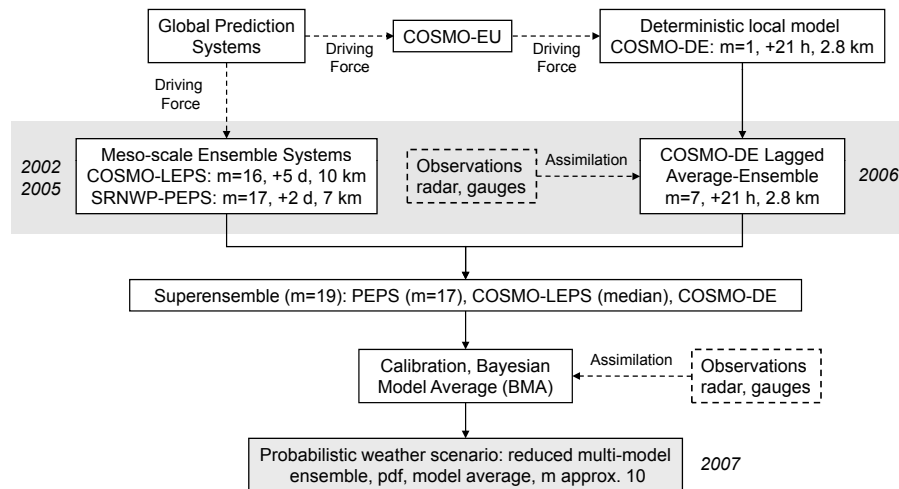 Global Prediction
Systems
Driving
Force
COSMO-EU
Driving
Force
Deterministic local model
COSMO-DE: m=1, +21 h, 2.8 km
Driving
Force
2002
2005
Meso-scale Ensemble Systems
COSMO-LEPS: m=16, +5 d, 10 km
SRNWP-PEPS: m=17, +2 d, 7 km
Observations
radar, gauges
Assimilation
COSMO-DE Lagged
Average-Ensemble
m=7, +21 h, 2.8 km
2006
Superensemble (m=19): PEPS (m=17), COSMO-LEPS (median), COSMO-DE
Calibration, Bayesian
Model Average (BMA)
Assimilation
Observations
radar, gauges
Probabilistic weather scenario: reduced multi-model
ensemble, pdf, model average, m approx. 10
2007